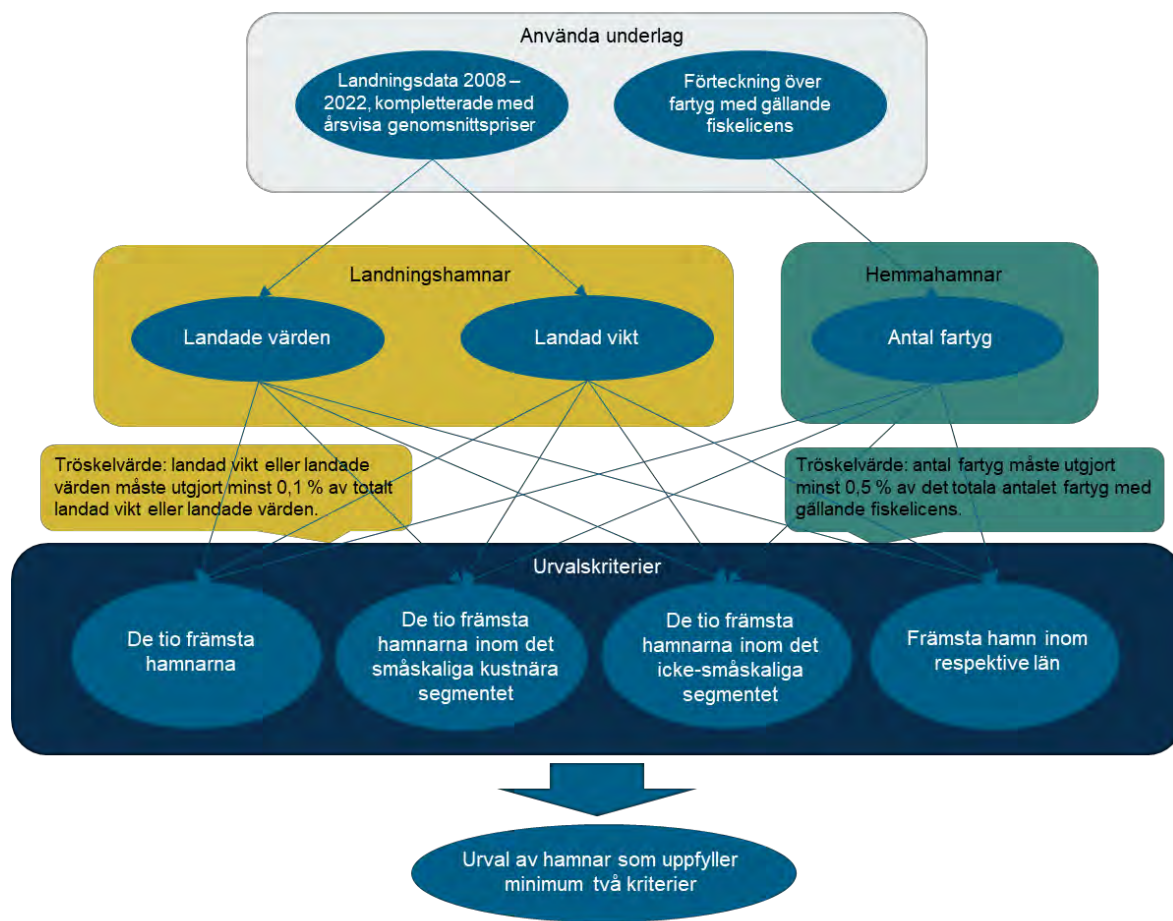 Använda underlag
Landningsdata 2008 –
2022, kompletterade med
årsvisa genomsnittspriser
Förteckning över
fartyg med gällande
fiskelicens
Landningshamnar
Landade värden
Landad vikt
Hemmahamnar
Antal fartyg
Tröskelvärde: landad vikt eller landade
värden måste utgjort minst 0,1 % av totalt
landad vikt eller landade värden.
Tröskelvärde: antal fartyg måste utgjort
minst 0,5 % av det totala antalet fartyg med
gällande fiskelicens.
Urvalskriterier
De tio främsta
hamnarna
De tio främsta
hamnarna inom det
småskaliga kustnära
segmentet
De tio främsta
hamnarna inom det
icke-småskaliga
segmentet
Främsta hamn inom
respektive län
Urval av hamnar som uppfyller
minimum två kriterier